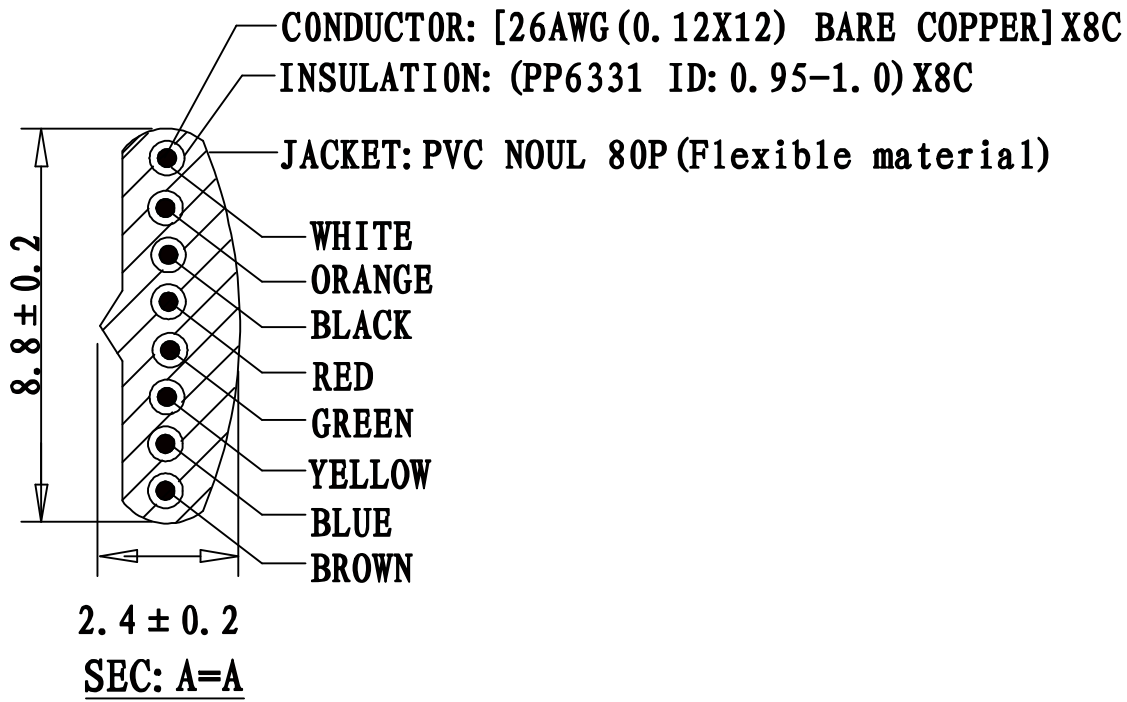 CONDUCTOR: [26AWG(0.12X12) BARE COPPER]X8C
INSULATION: (PP6331 ID:0.95-1.0)X8C
JACKET: PVC NOUL 80P(Flexible material)
WHITE
ORANGE
BLACK
RED
GREEN
YELLOW
BLUE
BROWN
8.8±0.2
2.4±0.2
SEC: A=A